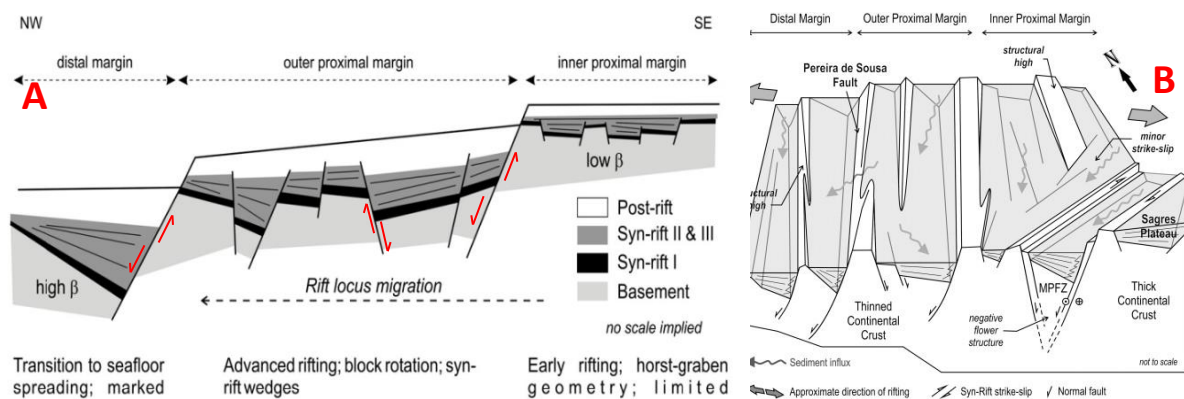 NW
SE
distal margin
outer proximal margin
inner proximal margin
A
low β
high β
Rift locus migration
Post-rift
Syn-rift II & III
Syn-rift I
Basement
no scale implied
Transition to seafloor
spreading; marked
Advanced rifting; block rotation; syn-
rift wedges
Early rifting; horst-graben
geometry; limited
Distal Margin
Outer Proximal Margin
Inner Proximal Margin
B
N
structural
high
Pereira de Sousa
Fault
minor
strike-slip
high
Sagres
Plateau
MPFZ
Thinned
Continental
Crust
Thick
Continental
Crust
negative
flower
structure
Sediment influx
not to scale
Approximate direction of rifting
Syn-Rift strike-slip
Normal fault